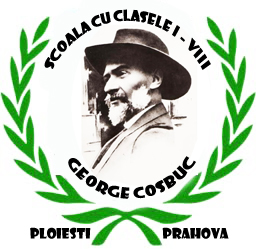 SCOALA CU CLASELE I - VIII
GEORGE COSBUC
PLOIESTI PRAHOVA